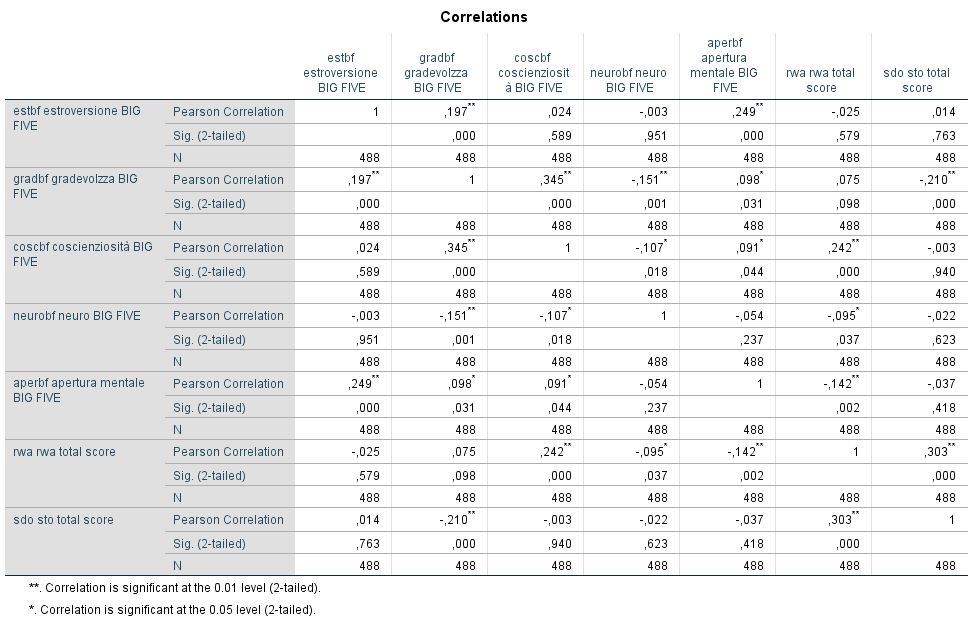 Correlations
estbf estroversione BIG FIVE gradbf gradevolzza BIG FIVE coscbf coscienziosit à BIG FIVE neurobf neuro BIG FIVE aperbf apertura mentale BIG FIVE rwa rwa total score sdo sto total score
estbf estroversione BIG FIVE Pearson Correlation 1 ,197** ,024 -,003 ,249** -,025 ,014
Sig. (2-tailed) ,000 ,589 ,951 ,000 ,579 ,763
N 488 488 488 488 488 488 488
gradbf gradevolzza BIG FIVE Pearson Correlation ,197** 1 ,345** -,151** ,098* ,075 -,210**
Sig. (2-tailed) ,000 ,000 ,001 ,031 ,098 ,000
N 488 488 488 488 488 488 488
coscbf coscienziosità BIG FIVE Pearson Correlation ,024 ,345** 1 -,107* ,091* ,242** -,003
Sig. (2-tailed) ,589 ,000 ,018 ,044 ,000 ,940
N 488 488 488 488 488 488 488
neurobf neuro BIG FIVE Pearson Correlation -,003 -,151** -,107* 1 -,054 -,095* -,022
Sig. (2-tailed) ,951 ,001 ,018 ,237 ,037 ,623
N 488 488 488 488 488 488 488
aperbf apertura mentale BIG FIVE Pearson Correlation ,249** ,098* ,091* -,054 1 -,142** -,037
Sig. (2-tailed) ,000 ,031 ,044 ,237 ,002 ,418
N 488 488 488 488 488 488 488
rwa rwa total score Pearson Correlation -,025 ,075 ,242** -,095* -,142** 1 ,303**
Sig. (2-tailed) ,579 ,098 ,000 ,037 ,002 ,000
N 488 488 488 488 488 488 488
sdo sto total score Pearson Correlation ,014 -,210** -,003 -,022 -,037 ,303** 1
Sig. (2-tailed) ,763 ,000 ,940 ,623 ,418 ,000
N 488 488 488 488 488 488 488
**. Correlation is significant at the 0.01 level (2-tailed).
*. Correlation is significant at the 0.05 level (2-tailed).